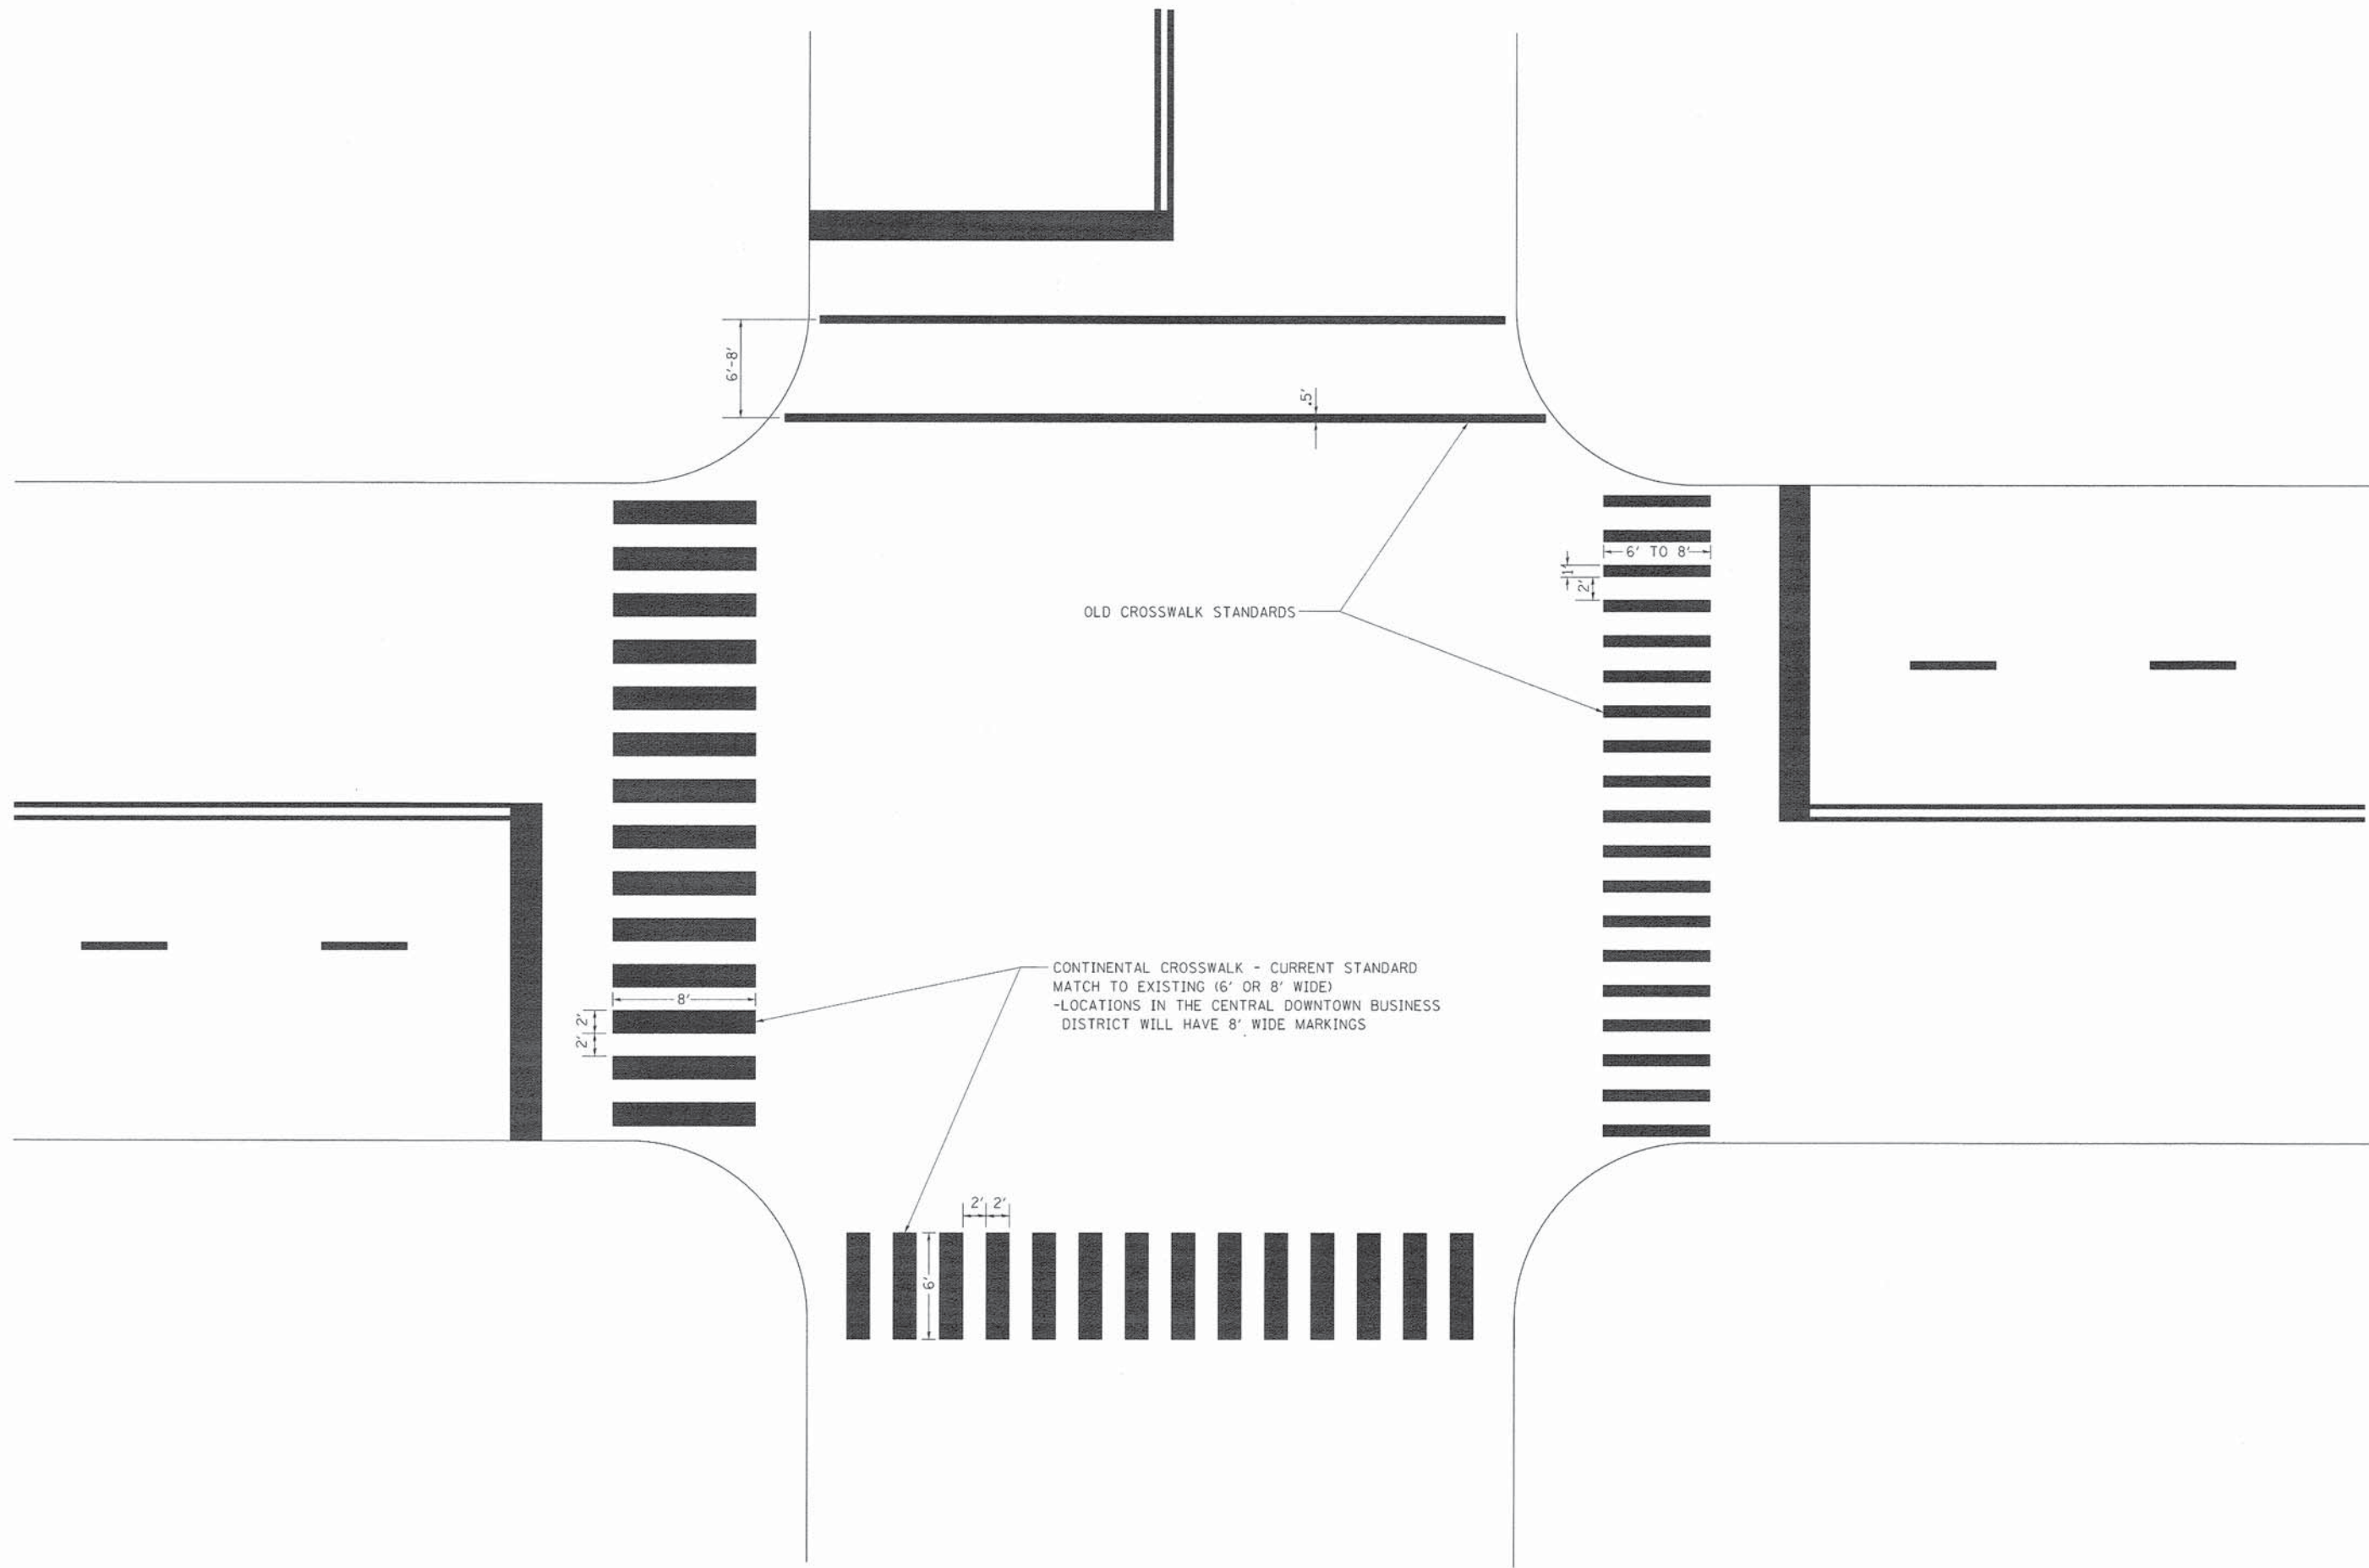 6'-8'
.5'
6' TO 8'
1'
2'
OLD CROSSWALK STANDARDS
CONTINENTAL CROSSWALK - CURRENT STANDARD
MATCH TO EXISTING (6' OR 8' WIDE)
-LOCATIONS IN THE CENTRAL DOWNTOWN BUSINESS
DISTRICT WILL HAVE 8' WIDE MARKINGS
8'
2'
2'
2' 2'
6'